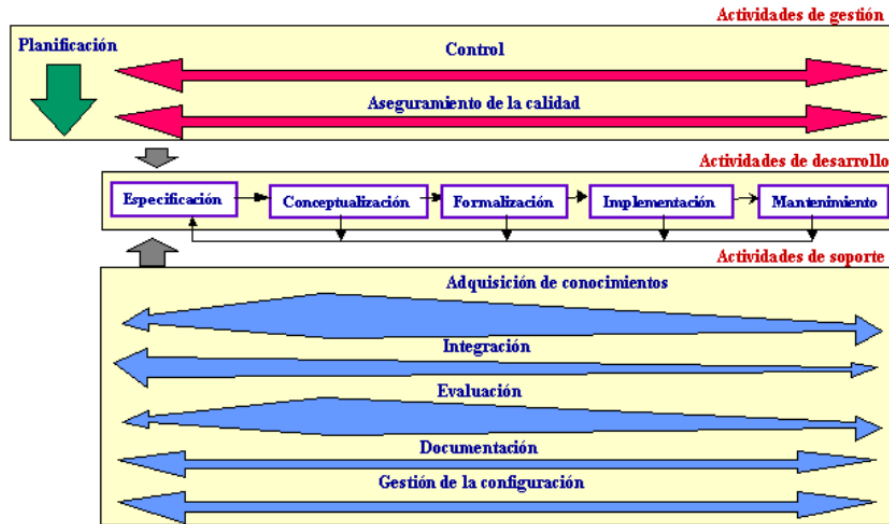 Actividades de gestión
Planificación
Control
Aseguramiento de la calidad
Actividades de desarrollo
Especificación
Conceptualización
Formalización
Implementación
Mantenimiento
Actividades de soporte
Adquisición de conocimientos
Integración
Evaluación
Documentación
Gestión de la configuración